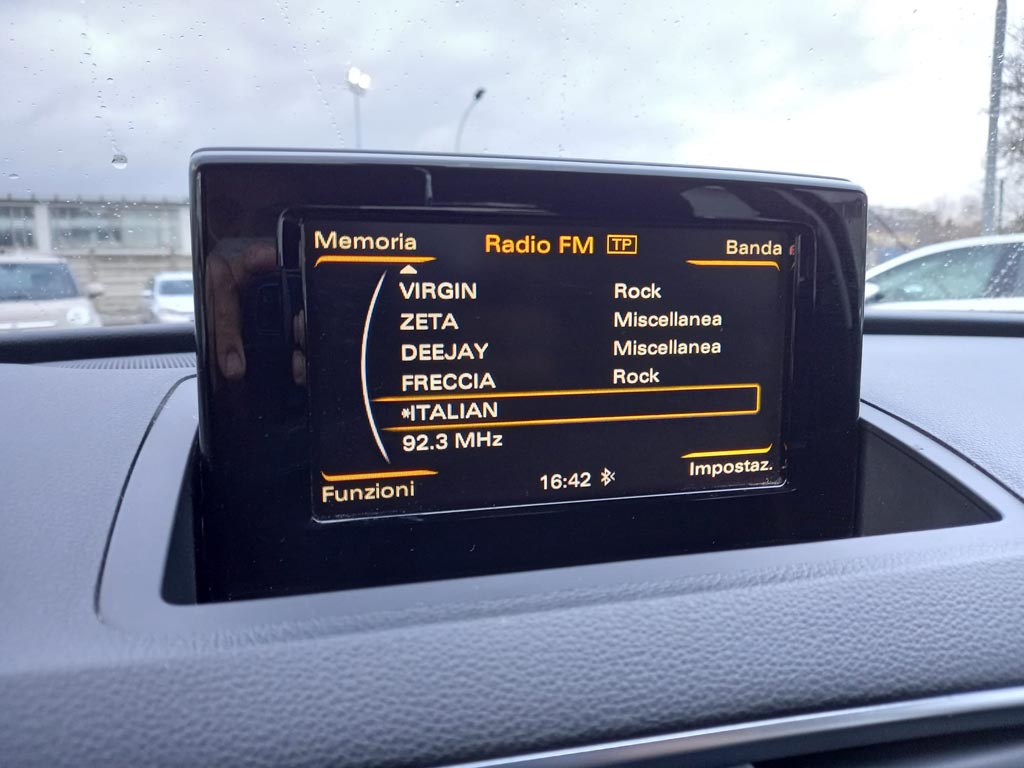 Memoria Radio FM TP Banda
VIRGIN Rock
ZETA Miscellanea
DEEJAY Miscellanea
FRECCIA Rock
*ITALIAN
92.3 MHz
Funzioni 16:42 Impostaz.